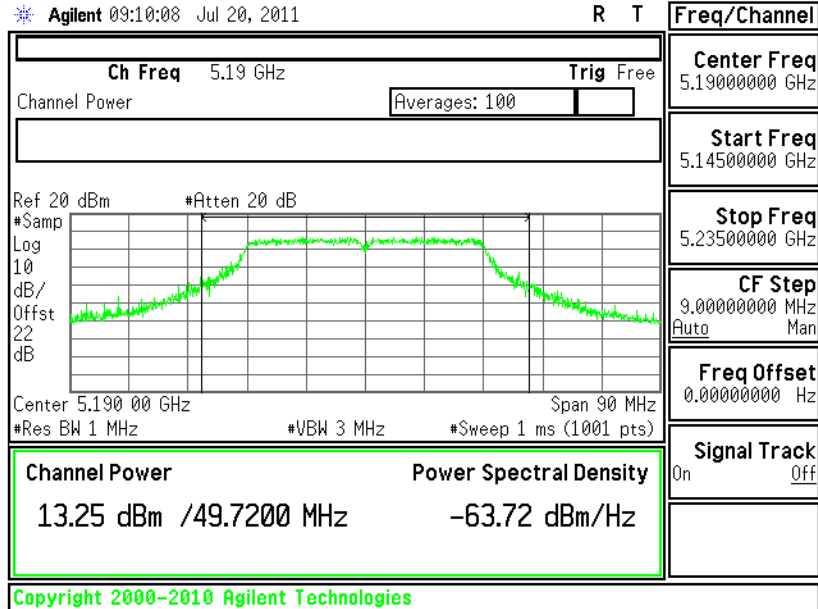 Agilent 09:10:08 Jul 20, 2011 R T
Freq/Channel
Ch Freq 5.19 GHz Trig Free
Channel Power Averages: 100
Ref 20 dBm #Atten 20 dB
#Samp
Log
10
dB/
Offst
22
dB
Center 5.190 00 GHz Span 90 MHz
#Res BW 1 MHz #VBW 3 MHz #Sweep 1 ms (1001 pts)
Channel Power Power Spectral Density
13.25 dBm /49.7200 MHz -63.72 dBm/Hz
Center Freq
5.19000000 GHz
Start Freq
5.14500000 GHz
Stop Freq
5.23500000 GHz
CF Step
9.00000000 MHz
Auto Man
Freq Offset
0.00000000 Hz
Signal Track
On Off
Copyright 2000-2010 Agilent Technologies